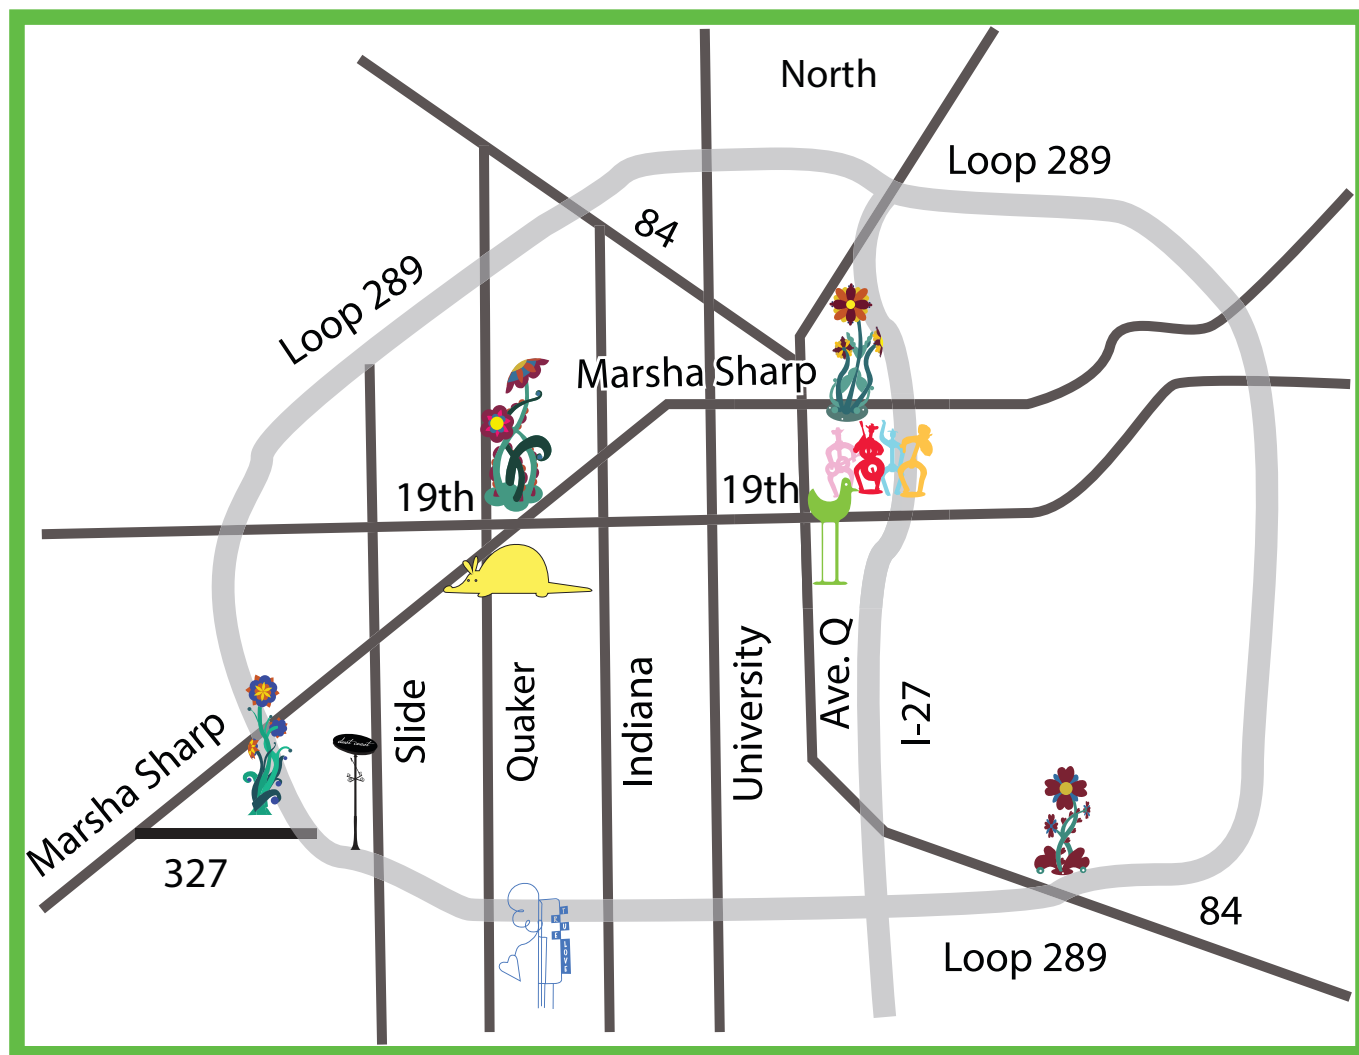 North
Loop 289
84
Loop 289
Marsha Sharp
19th
19th
Slide
Quaker
Indiana
University
Ave. Q
I-27
Marsha Sharp
327
84
Loop 289